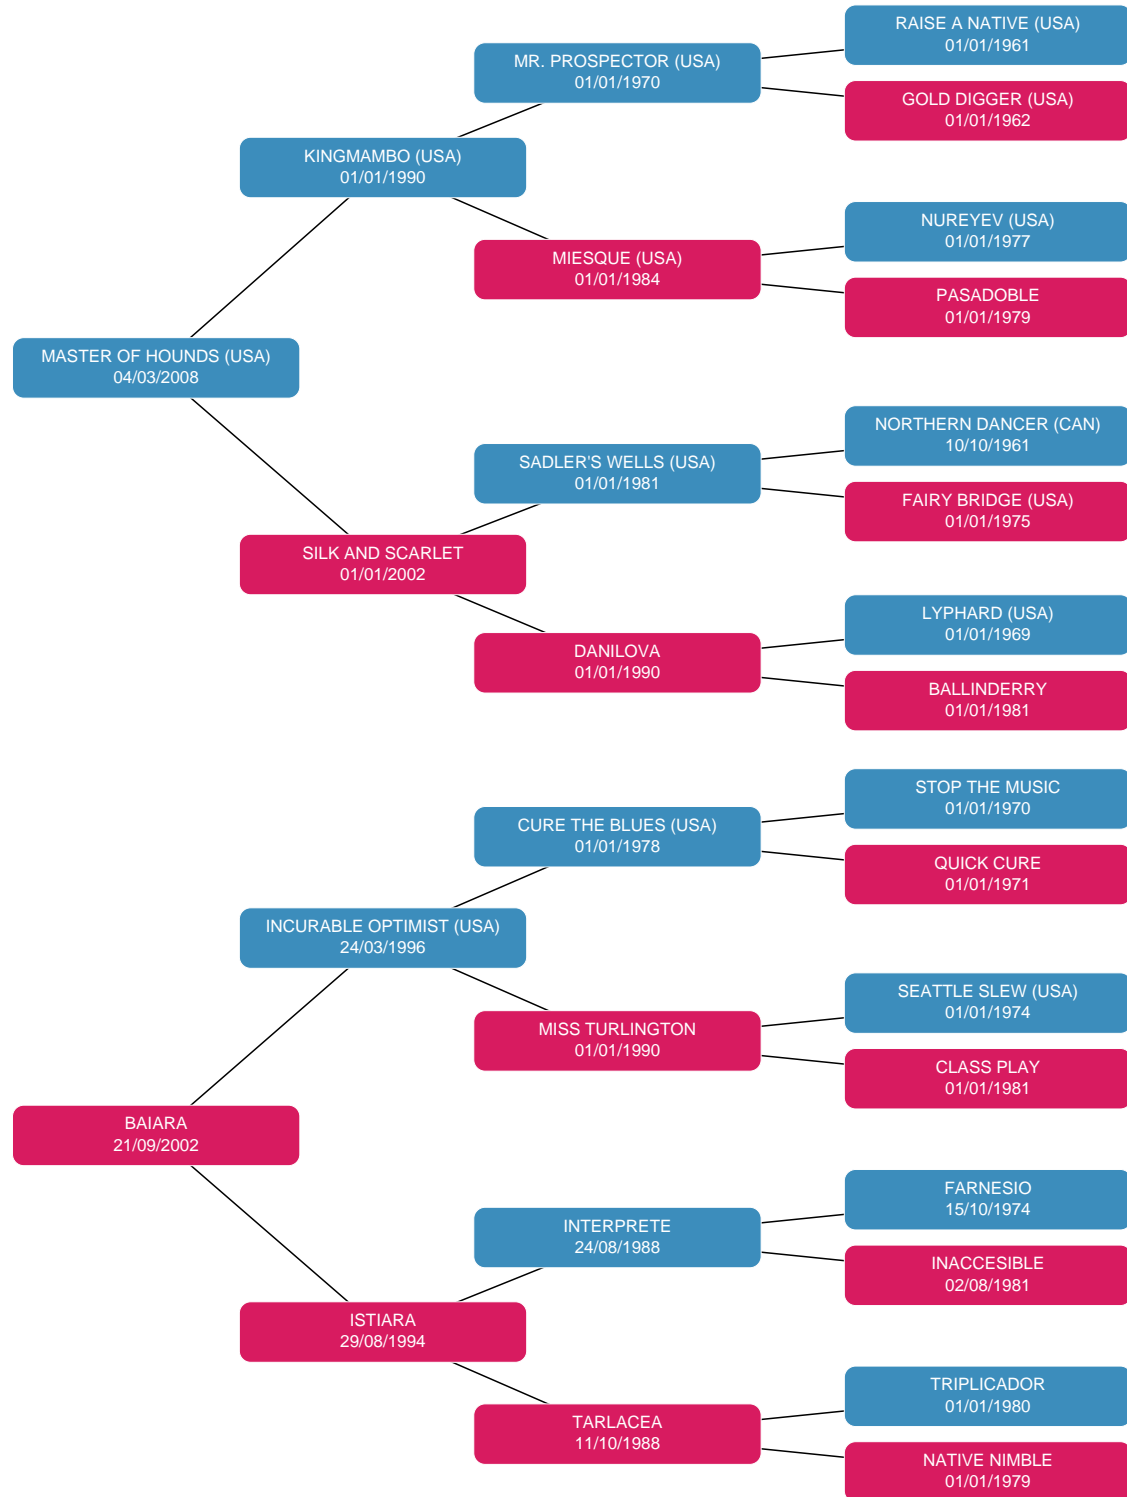 RAISE A NATIVE (USA)
01/01/1961
MR. PROSPECTOR (USA)
01/01/1970
GOLD DIGGER (USA)
01/01/1962
KINGMAMBO (USA)
01/01/1990
NUREYEV (USA)
01/01/1977
MIESQUE (USA)
01/01/1984
PASADOBLE
01/01/1979
MASTER OF HOUNDS (USA)
04/03/2008
NORTHERN DANCER (CAN)
10/10/1961
SADLER'S WELLS (USA)
01/01/1981
FAIRY BRIDGE (USA)
01/01/1975
SILK AND SCARLET
01/01/2002
LYPHARD (USA)
01/01/1969
DANILOVA
01/01/1990
BALLINDERRY
01/01/1981
STOP THE MUSIC
01/01/1970
CURE THE BLUES (USA)
01/01/1978
QUICK CURE
01/01/1971
INCURABLE OPTIMIST (USA)
24/03/1996
SEATTLE SLEW (USA)
01/01/1974
MISS TURLINGTON
01/01/1990
CLASS PLAY
01/01/1981
BAIARA
21/09/2002
FARNESIO
15/10/1974
INTERPRETE
24/08/1988
INACCESIBLE
02/08/1981
ISTIARA
29/08/1994
TRIPLICADOR
01/01/1980
TARLACEA
11/10/1988
NATIVE NIMBLE
01/01/1979